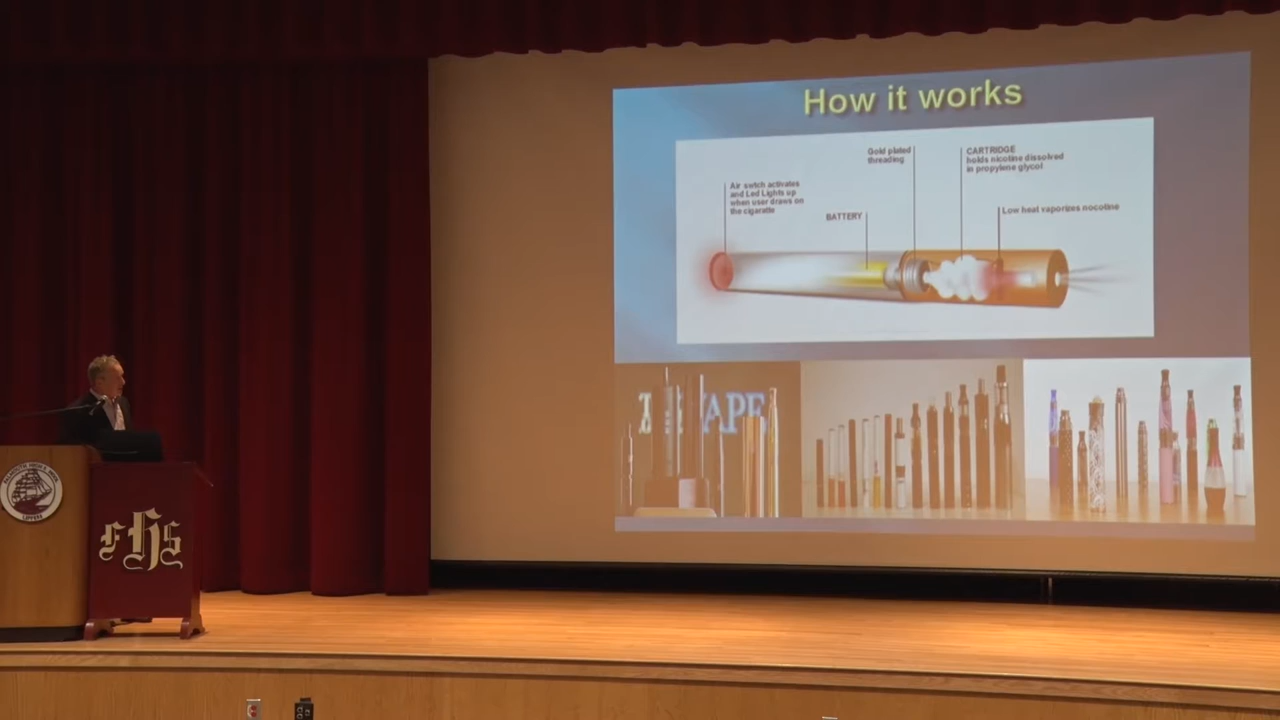 How it works
Gold plated
threading
CARTRIDGE
holds nicotine dissolved
in propylene glycol
Air switch activates
and Led Lights up
when user draws on
the cigarette
BATTERY
Low heat vaporizes nocotine
VAPE
FHS
CLIPPERS